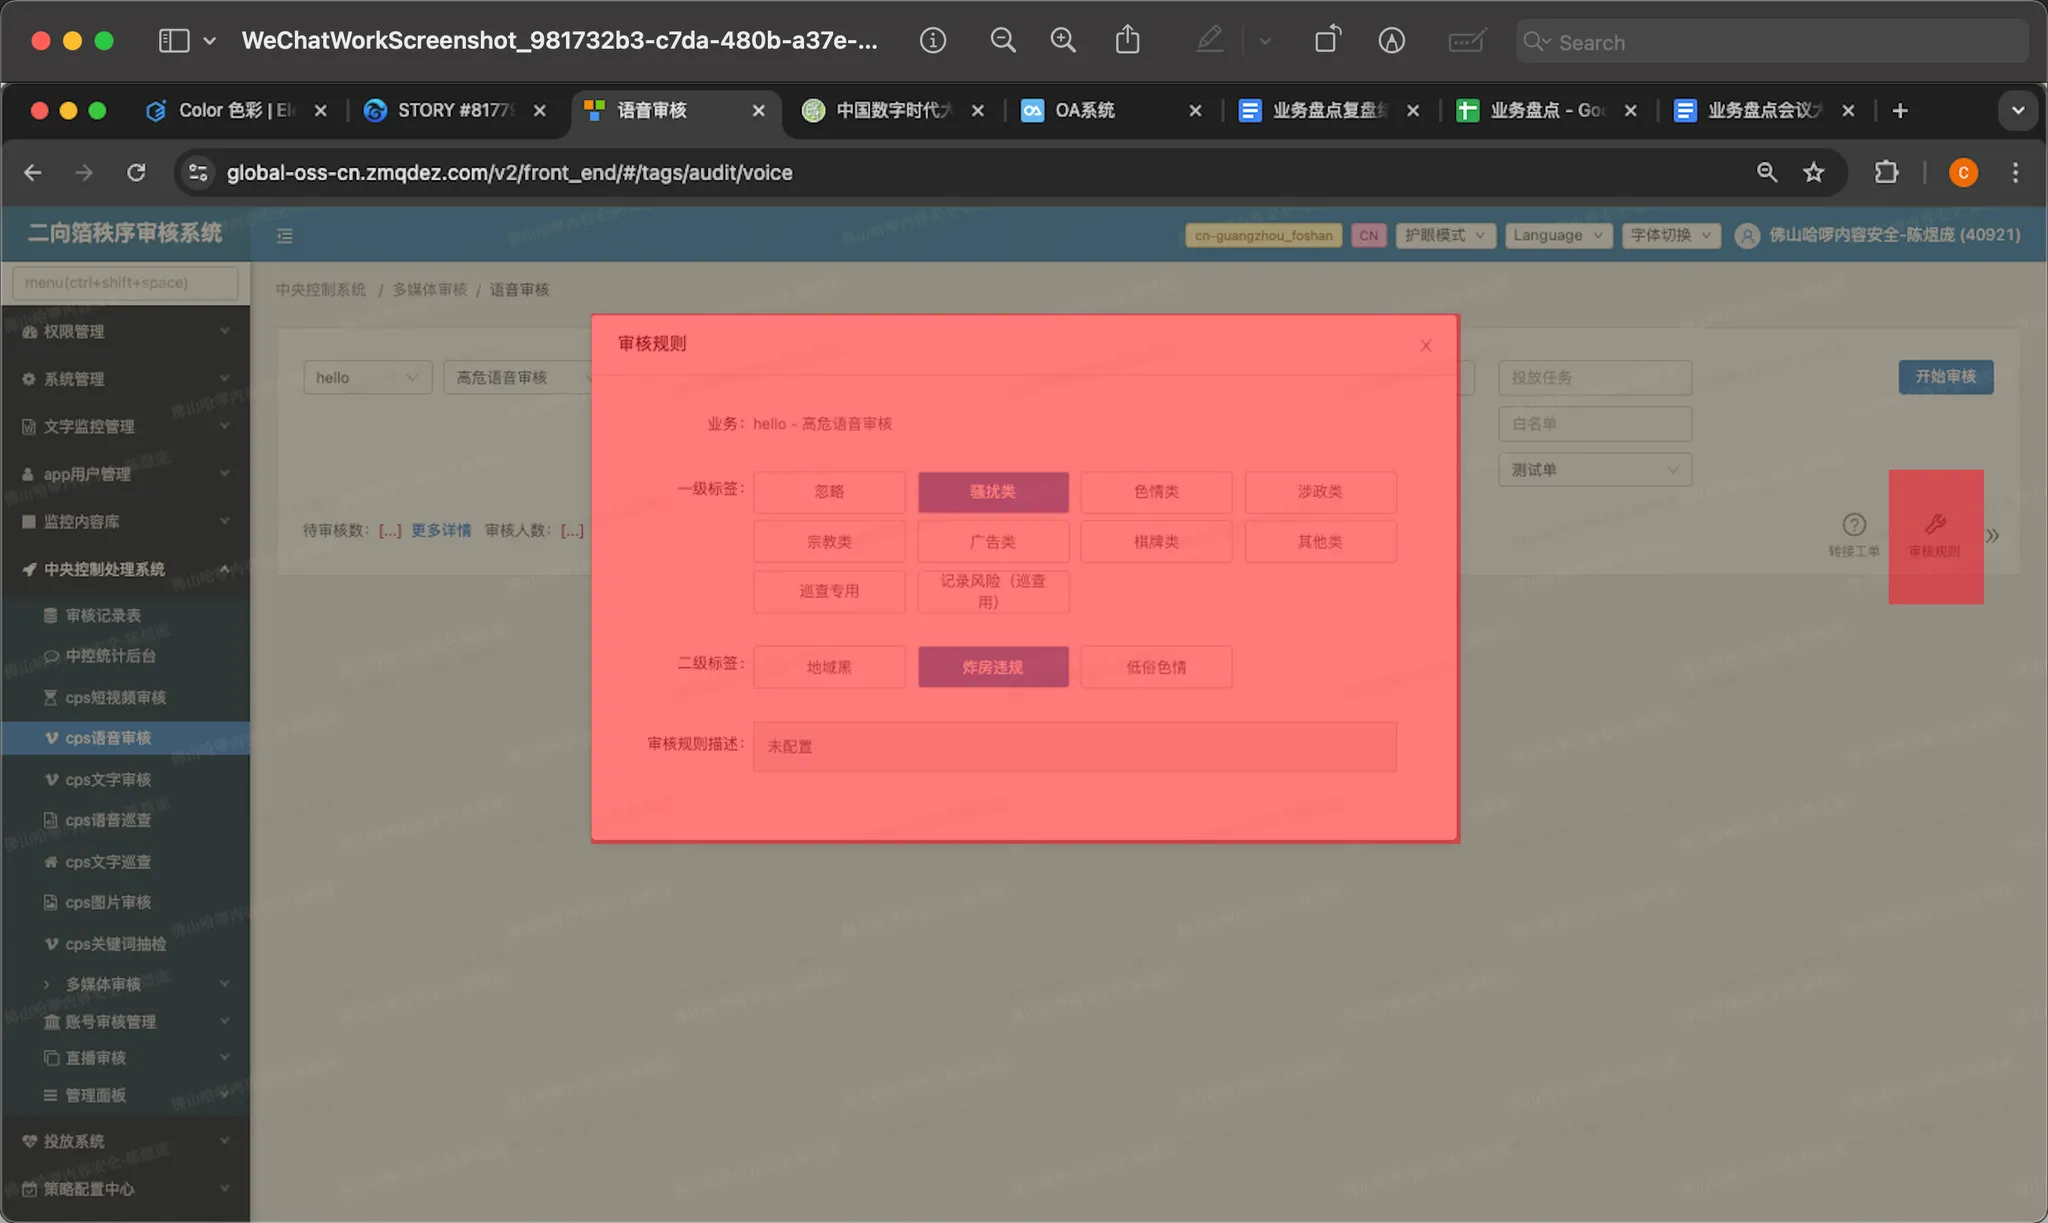 WeChatWorkScreenshot_981732b3-c7da-480b-a37e-...
Search
Color 色彩 | Ele
STORY #8177
语音审核
中国数字时代
OA系统
业务盘点复盘
业务盘点 - Goo
业务盘点会议
global-oss-cn.zmqdez.com/v2/front_end/#/tags/audit/voice
C
二向箔秩序审核系统
cn-guangzhou_foshan
CN
护眼模式
Language
字体切换
佛山哈啰内容安全-陈煜庞 (40921)
menu(ctrl+shift+space)
中央控制系统 / 多媒体审核 / 语音审核
权限管理
系统管理
文字监控管理
app用户管理
监控内容库
中央控制处理系统
审核记录表
中控统计后台
cps短视频审核
cps语音审核
cps文字审核
cps语音巡查
cps文字巡查
cps图片审核
cps关键词抽检
多媒体审核
账号审核管理
直播审核
管理面板
投放系统
策略配置中心
hello
高危语音审核
投放任务
开始审核
白名单
测试单
待审核数: [...] 更多详情 审核人数: [...]
转接工单
审核规则
审核规则
业务: hello - 高危语音审核
一级标签:
忽略
骚扰类
色情类
涉政类
宗教类
广告类
棋牌类
其他类
巡查专用
记录风险（巡查
用）
二级标签:
地域黑
炸房违规
低俗色情
审核规则描述:
未配置